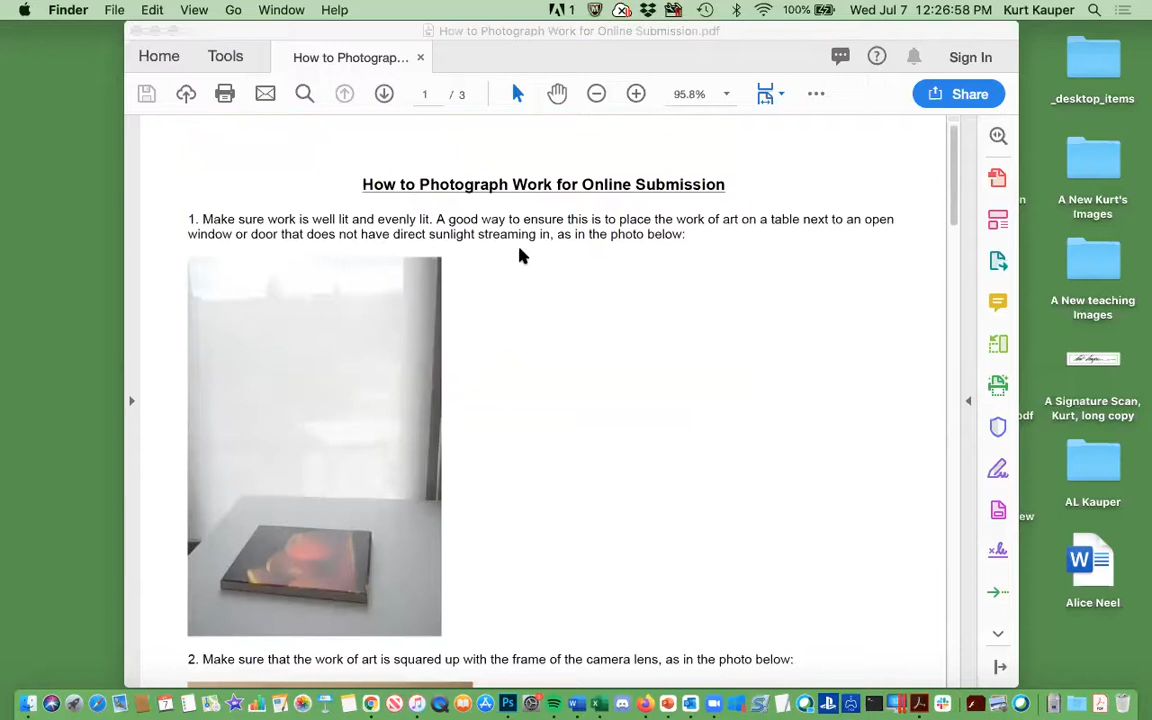 Finder File Edit View Go Window Help 1 100% Wed Jul 7 12:26:58 PM Kurt Kauper
How to Photograph Work for Online Submission.pdf
Home Tools How to Photograp... × Sign In
1 / 3 95.8% Share
_desktop_items
How to Photograph Work for Online Submission
1. Make sure work is well lit and evenly lit. A good way to ensure this is to place the work of art on a table next to an open
window or door that does not have direct sunlight streaming in, as in the photo below:
2. Make sure that the work of art is squared up with the frame of the camera lens, as in the photo below:
A New Kurt's
Images
A New teaching
Images
A Signature Scan,
Kurt, long copy
AL Kauper
Alice Neel